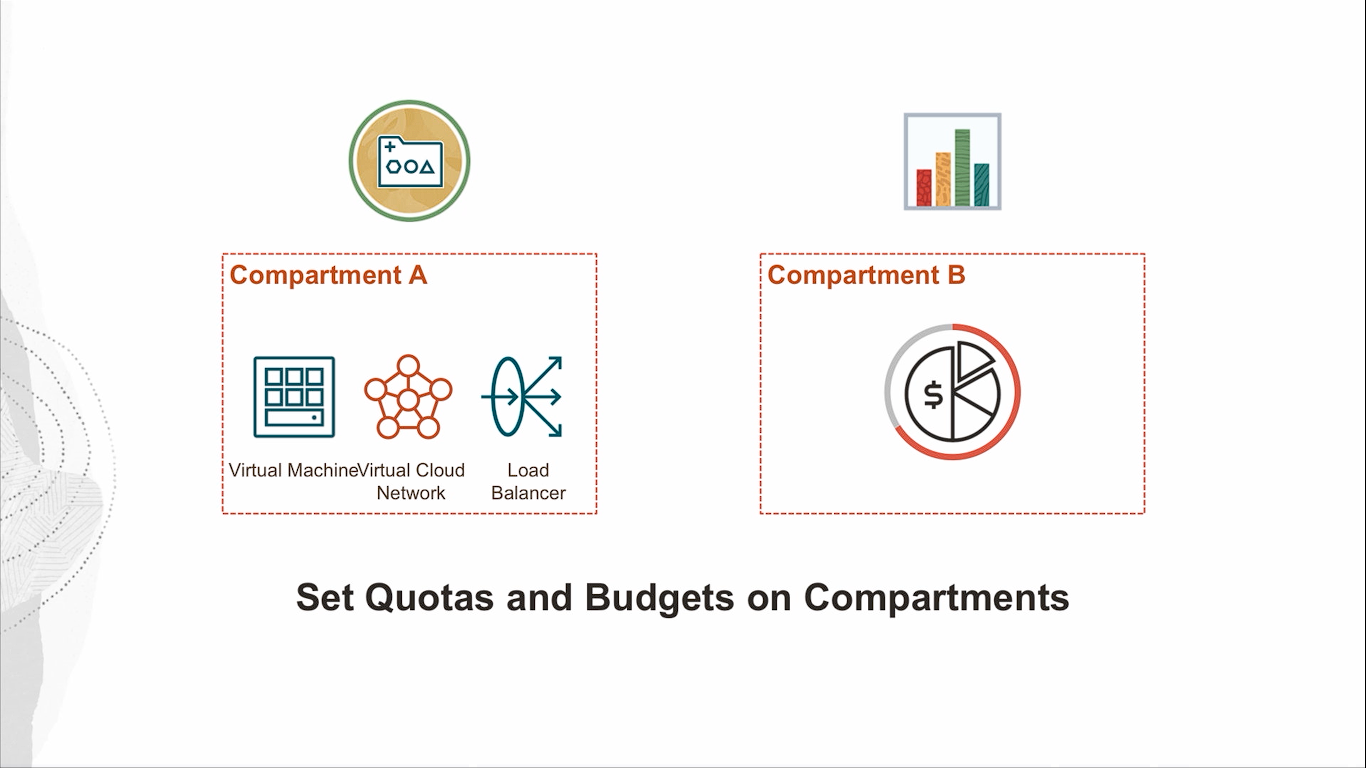 Compartment A
Virtual Machine
Virtual Cloud
Network
Load
Balancer
Compartment B
$
Set Quotas and Budgets on Compartments